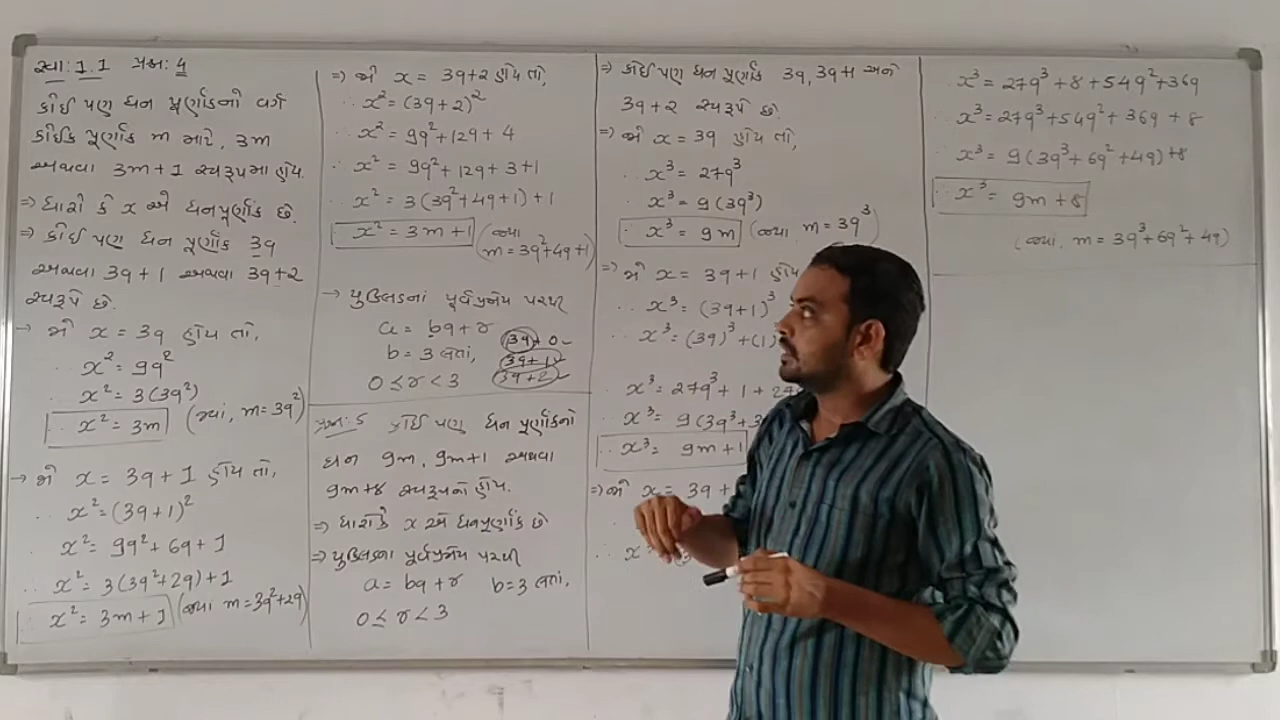 સ્વા: 1.1 પ્રશ્ન: 4
કોઈ પણ ધન પૂર્ણાંકનો વર્ગ
કોઈક પૂર્ણાંક m માટે, 3m
અથવા 3m+1 સ્વરૂપમાં હોય.
⇒ ધારો કે x એ ધનપૂર્ણાંક છે.
⇒ કોઈ પણ ધન પૂર્ણાંક 3q
અથવા 3q+1 અથવા 3q+2
સ્વરૂપે છે.
→ જો x = 3q હોય તો,
∴ x² = 9q²
∴ x² = 3(3q²)
∴ x² = 3m (જ્યાં, m=3q²)
→ જો x = 3q+1 હોય તો,
∴ x² = (3q+1)²
x² = 9q² + 6q + 1
∴ x² = 3(3q²+2q)+1
∴ x² = 3m+1 (જ્યાં m=3q²+2q)
⇒ જો x = 3q+2 હોય તો,
∴ x² = (3q+2)²
∴ x² = 9q² + 12q + 4
∴ x² = 9q² + 12q + 3+1
∴ x² = 3(3q²+4q+1)+1
∴ x² = 3m+1 (જ્યાં
m=3q²+4q+1)
→ યુક્લિડનાં પૂર્વપ્રમેય પરથી
a = bq+r
b = 3 લેતાં,
0 ≤ r < 3
3q+0
3q+1
3q+2
પ્રશ્ન: 5 કોઈ પણ ધન પૂર્ણાંકનો
ઘન 9m, 9m+1 અથવા
9m+8 સ્વરૂપનો હોય.
⇒ ધારોકે x એ ધનપૂર્ણાંક છે
⇒ યુક્લિડના પૂર્વપ્રમેય પરથી
a = bq+r b=3 લેતાં,
0 ≤ r < 3
⇒ કોઈ પણ ધન પૂર્ણાંક 3q, 3q+1 અને
3q+2 સ્વરૂપે છે.
⇒ જો x = 3q હોય તો,
∴ x³ = 27q³
∴ x³ = 9(3q³)
∴ x³ = 9m (જ્યાં m=3q³)
⇒ જો x = 3q+1 હોય
∴ x³ = (3q+1)³
∴ x³ = (3q)³ + (1)
∴ x³ = 27q³ + 1 + 27
∴ x³ = 9(3q³+3
∴ x³ = 9m+1
⇒ જો x = 3q+
∴ x³ = 27q³ + 8 + 54q² + 36q
∴ x³ = 27q³ + 54q² + 36q + 8
∴ x³ = 9(3q³+6q²+4q)+8
∴ x³ = 9m+8
(જ્યાં, m=3q³+6q²+4q)